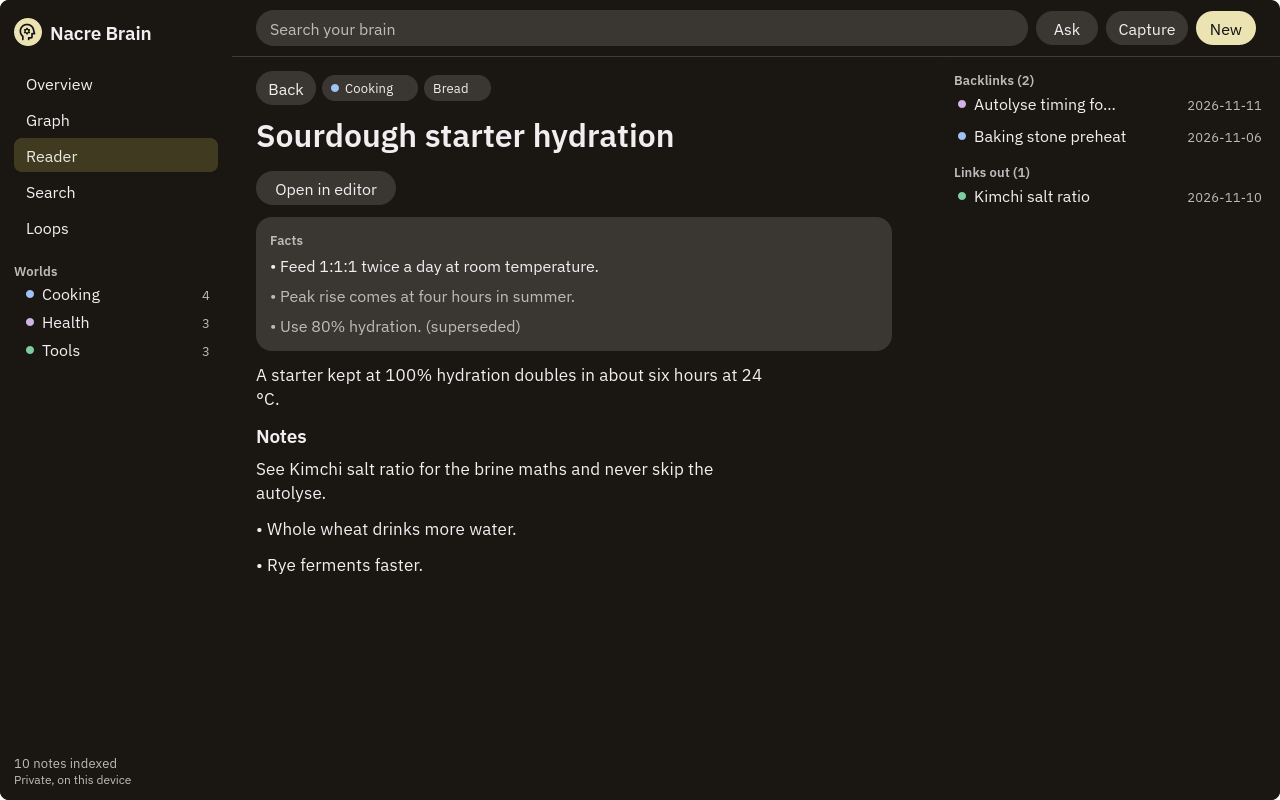 Nacre Brain
Search your brain
Ask
Capture
New
Overview
Graph
Reader
Search
Loops
Worlds
Cooking 4
Health 3
Tools 3
10 notes indexed
Private, on this device
Back
Cooking
Bread
Sourdough starter hydration
Open in editor
Facts
• Feed 1:1:1 twice a day at room temperature.
• Peak rise comes at four hours in summer.
• Use 80% hydration. (superseded)
A starter kept at 100% hydration doubles in about six hours at 24
°C.
Notes
See Kimchi salt ratio for the brine maths and never skip the
autolyse.
• Whole wheat drinks more water.
• Rye ferments faster.
Backlinks (2)
Autolyse timing fo... 2026-11-11
Baking stone preheat 2026-11-06
Links out (1)
Kimchi salt ratio 2026-11-10